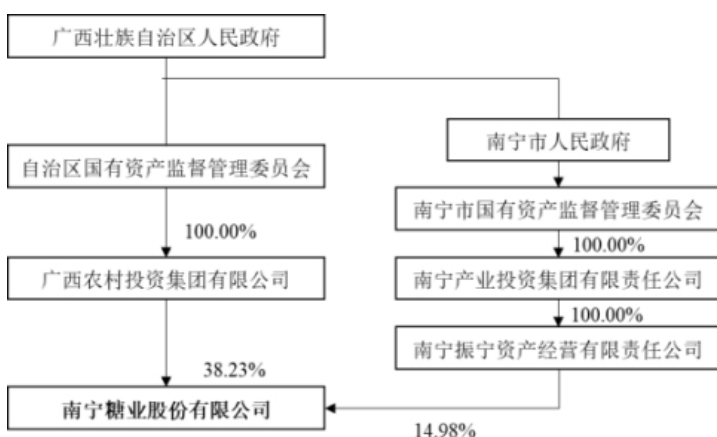 广西壮族自治区人民政府
南宁市人民政府
自治区国有资产监督管理委员会
南宁市国有资产监督管理委员会
100.00%
100.00%
广西农村投资集团有限公司
南宁产业投资集团有限责任公司
100.00%
南宁振宁资产经营有限责任公司
38.23%
南宁糖业股份有限公司
14.98%